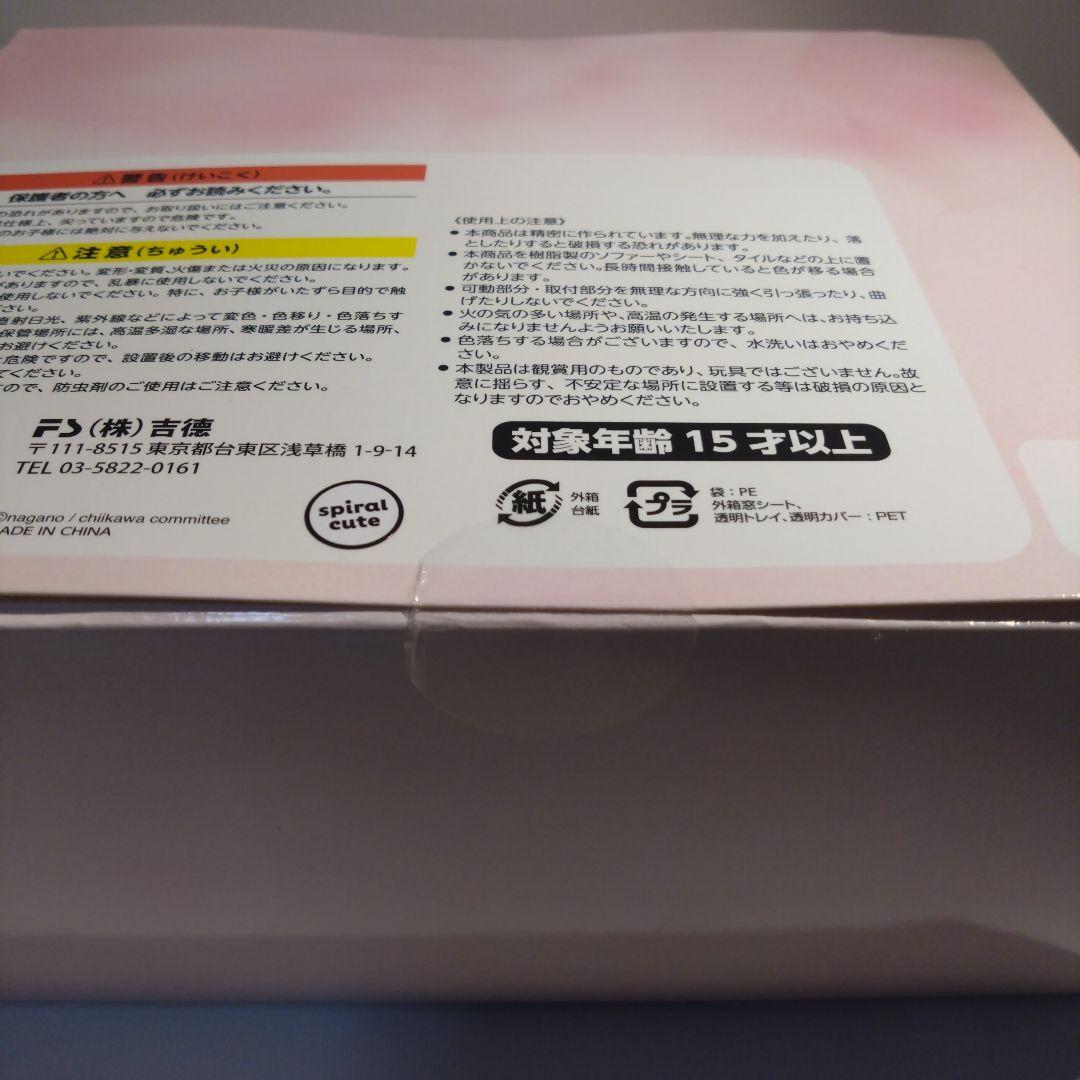 ⚠警告(けいこく)
保護者の方へ 必ずお読みください。
の恐れがありますので、お取り扱いにはご注意ください。
仕様上、尖っていますので危険です。
のお子様には絶対に与えないでください。
⚠注意(ちゅうい)
いでください。変形・変質、火傷または火災の原因になります。
がありますので、乱暴に使用しないでください。
使用しないでください。特に、お子様がいたずら目的で触
さい。
直射日光、紫外線などによって変色・色移り・色落ちす
保管場所には、高温多湿な場所、寒暖差が生じる場所、
お避けください。
危険ですので、設置後の移動はお避けください。
てください。
ので、防虫剤のご使用はご注意ください。
(株)吉徳
〒111-8515 東京都台東区浅草橋 1-9-14
TEL 03-5822-0161
©nagano / chiikawa committee
ADE IN CHINA
spiral
cute
《使用上の注意》
●本商品は精密に作られています。無理な力を加えたり、落
としたりすると破損する恐れがあります。
●本商品を樹脂製のソファーやシート、タイルなどの上に置
かないでください。長時間接触していると色が移る場合
があります。
●可動部分・取付部分を無理な方向に強く引っ張ったり、曲
げたりしないでください。
●火の気の多い場所や、高温の発生する場所へは、お持ち込
みになりませんようお願いいたします。
●色落ちする場合がございますので、水洗いはおやめくだ
さい。
●本製品は観賞用のものであり、玩具ではございません。故
意に揺らす、不安定な場所に設置する等は破損の原因と
なりますのでおやめください。
対象年齢 15 才以上
紙
外箱
台紙
プラ
袋：PE
外箱窓シート、
透明トレイ、透明カバー：PET